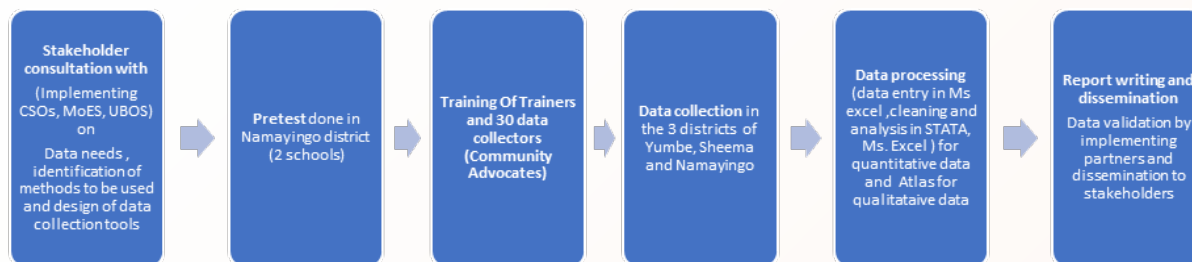 Stakeholder
consultation with
(Implementing
CSOs, MoES, UBOS)
on
Data needs ,
identification of
methods to be used
and design of data
collection tools
Pretest done in
Namayingo district
(2 schools)
Training Of Trainers
and 30 data
collectors
(Community
Advocates)
Data collection in
the 3 districts of
Yumbe, Sheema
and Namayingo
Data processing
(data entry in Ms
excel ,cleaning and
analysis in STATA,
Ms. Excel ) for
quantitative data
and Atlas for
qualitataive data
Report writing and
dissemination
Data validation by
implementing
partners and
dissemination to
stakeholders